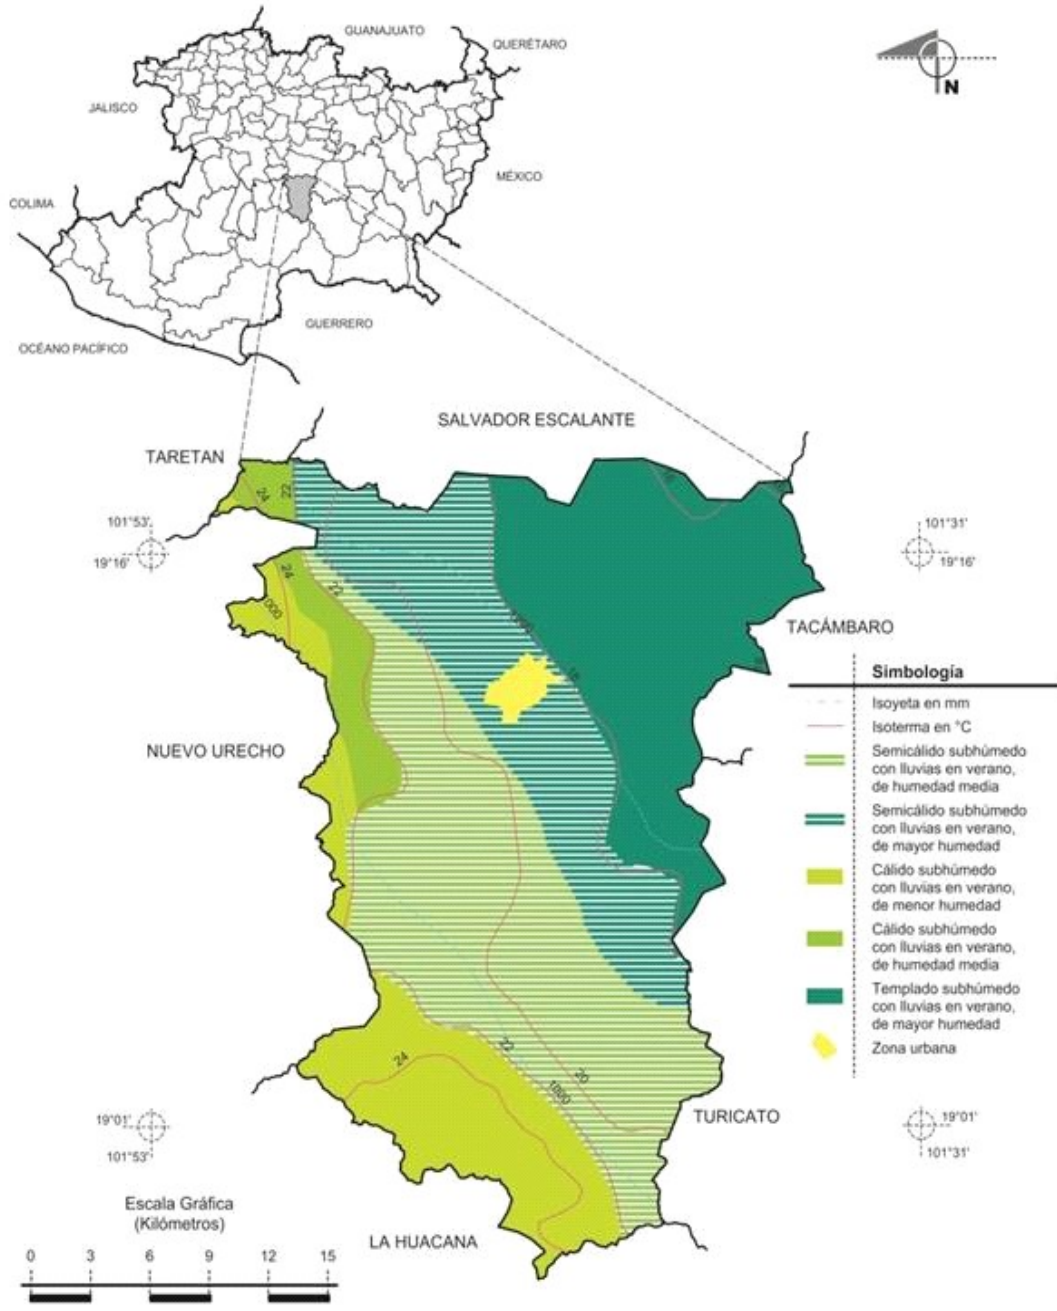 GUANAJUATO
QUERÉTARO
JALISCO
N
MÉXICO
COLIMA
GUERRERO
OCÉANO PACÍFICO
SALVADOR ESCALANTE
TARETAN
24
22
101°53'
19°16'
101°31'
19°16'
24
22
1000
TACÁMBARO
18
Simbología
Isoyeta en mm
Isoterma en °C
NUEVO URECHO
Semicálido subhúmedo
con lluvias en verano,
de humedad media
Semicálido subhúmedo
con lluvias en verano,
de mayor humedad
Cálido subhúmedo
con lluvias en verano,
de menor humedad
Cálido subhúmedo
con lluvias en verano,
de humedad media
Templado subhúmedo
con lluvias en verano,
de mayor humedad
Zona urbana
22
24
20
1000
TURICATO
19°01'
101°53'
19°01'
101°31'
Escala Gráfica
(Kilómetros)
LA HUACANA
0 3 6 9 12 15